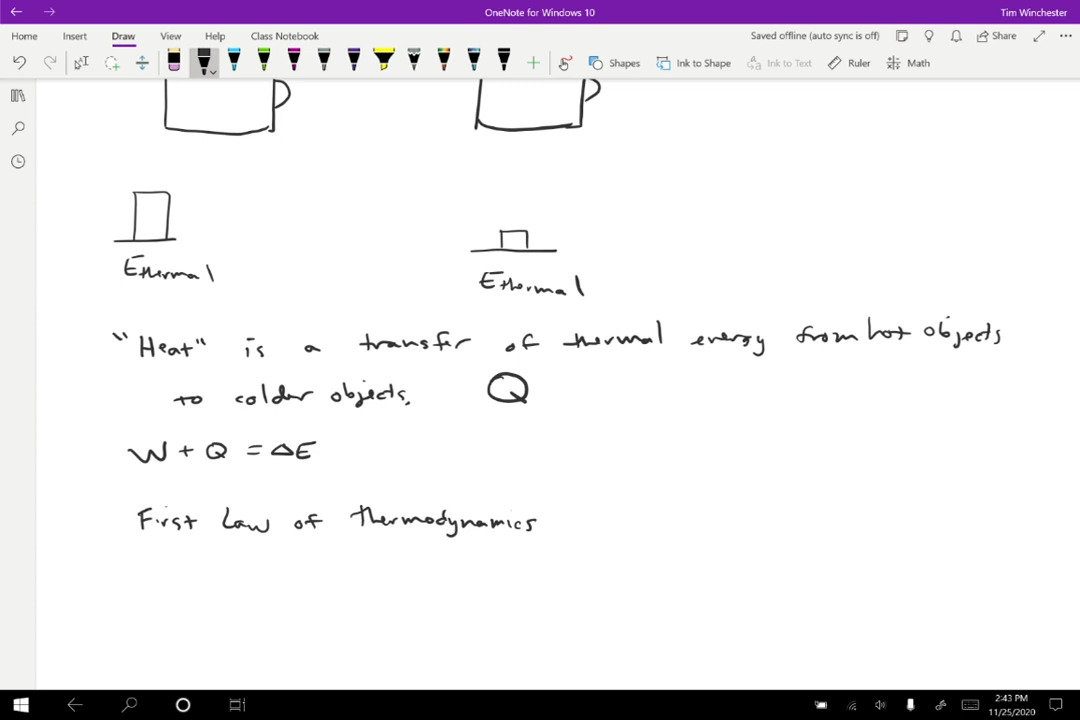 OneNote for Windows 10
Tim Winchester
Home Insert Draw View Help Class Notebook
Saved offline (auto sync is off) Share
Shapes Ink to Shape Ink to Text Ruler Math
Ethermal
Ethermal
"Heat" is a transfer of thermal energy from hot objects
to colder objects. Q
W + Q = ΔE
First Law of thermodynamics
2:43 PM
11/25/2020